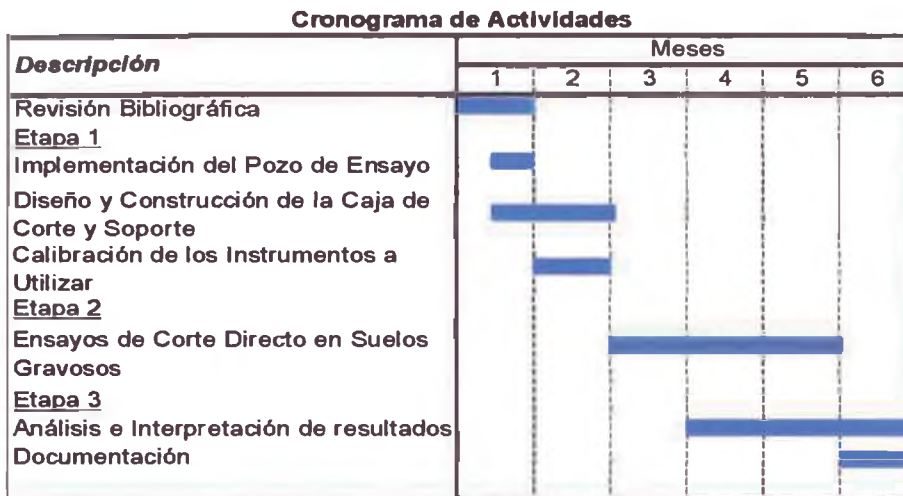 Cronograma de Actividades
Descripción
Meses
1 2 3 4 5 6
Revisión Bibliográfica
Etapa 1
Implementación del Pozo de Ensayo
Diseño y Construcción de la Caja de
Corte y Soporte
Calibración de los Instrumentos a
Utilizar
Etapa 2
Ensayos de Corte Directo en Suelos
Gravosos
Etapa 3
Análisis e Interpretación de resultados
Documentación